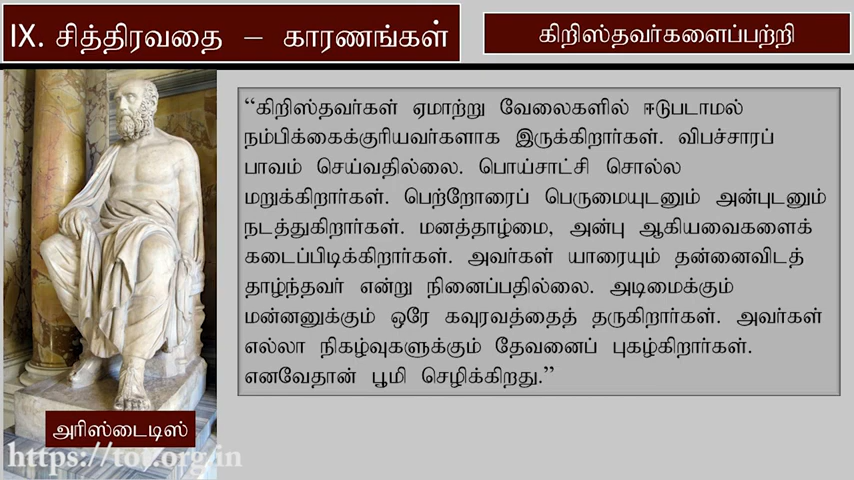 IX. சித்திரவதை – காரணங்கள்
கிறிஸ்தவர்களைப்பற்றி
“கிறிஸ்தவர்கள் ஏமாற்று வேலைகளில் ஈடுபடாமல்
நம்பிக்கைக்குரியவர்களாக இருக்கிறார்கள். விபச்சாரப்
பாவம் செய்வதில்லை. பொய்சாட்சி சொல்ல
மறுக்கிறார்கள். பெற்றோரைப் பெருமையுடனும் அன்புடனும்
நடத்துகிறார்கள். மனத்தாழ்மை, அன்பு ஆகியவைகளைக்
கடைப்பிடிக்கிறார்கள். அவர்கள் யாரையும் தன்னைவிடத்
தாழ்ந்தவர் என்று நினைப்பதில்லை. அடிமைக்கும்
மன்னனுக்கும் ஒரே கவுரவத்தைத் தருகிறார்கள். அவர்கள்
எல்லா நிகழ்வுகளுக்கும் தேவனைப் புகழ்கிறார்கள்.
எனவேதான் பூமி செழிக்கிறது.”
அரிஸ்டைடிஸ்
https://tov.org.in